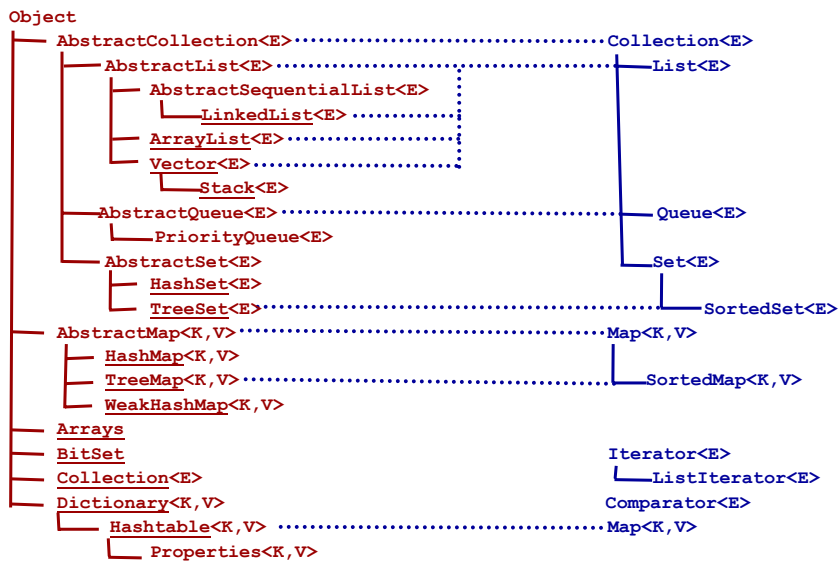 Object
AbstractCollection<E> Collection<E>
AbstractList<E> List<E>
AbstractSequentialList<E>
LinkedList<E>
ArrayList<E>
Vector<E>
Stack<E>
AbstractQueue<E> Queue<E>
PriorityQueue<E>
AbstractSet<E> Set<E>
HashSet<E>
TreeSet<E> SortedSet<E>
AbstractMap<K,V> Map<K,V>
HashMap<K,V>
TreeMap<K,V> SortedMap<K,V>
WeakHashMap<K,V>
Arrays
BitSet Iterator<E>
Collection<E> ListIterator<E>
Dictionary<K,V> Comparator<E>
Hashtable<K,V> Map<K,V>
Properties<K,V>